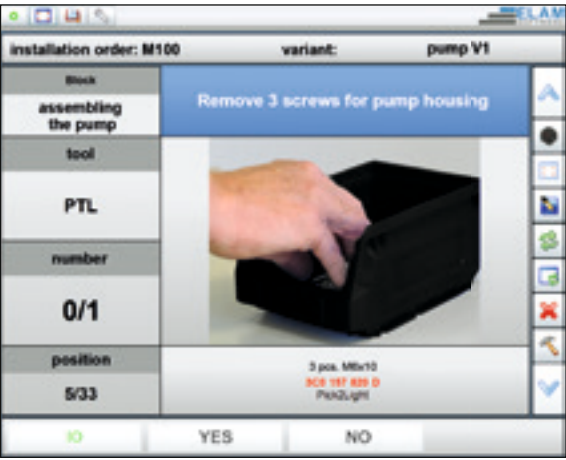 ELAM
installation order: M100 variant: pump V1
Block
assembling
the pump
Remove 3 screws for pump housing
tool
PTL
number
0/1
position
5/33
3 pcs. M6x10
Pick2Light
IO YES NO